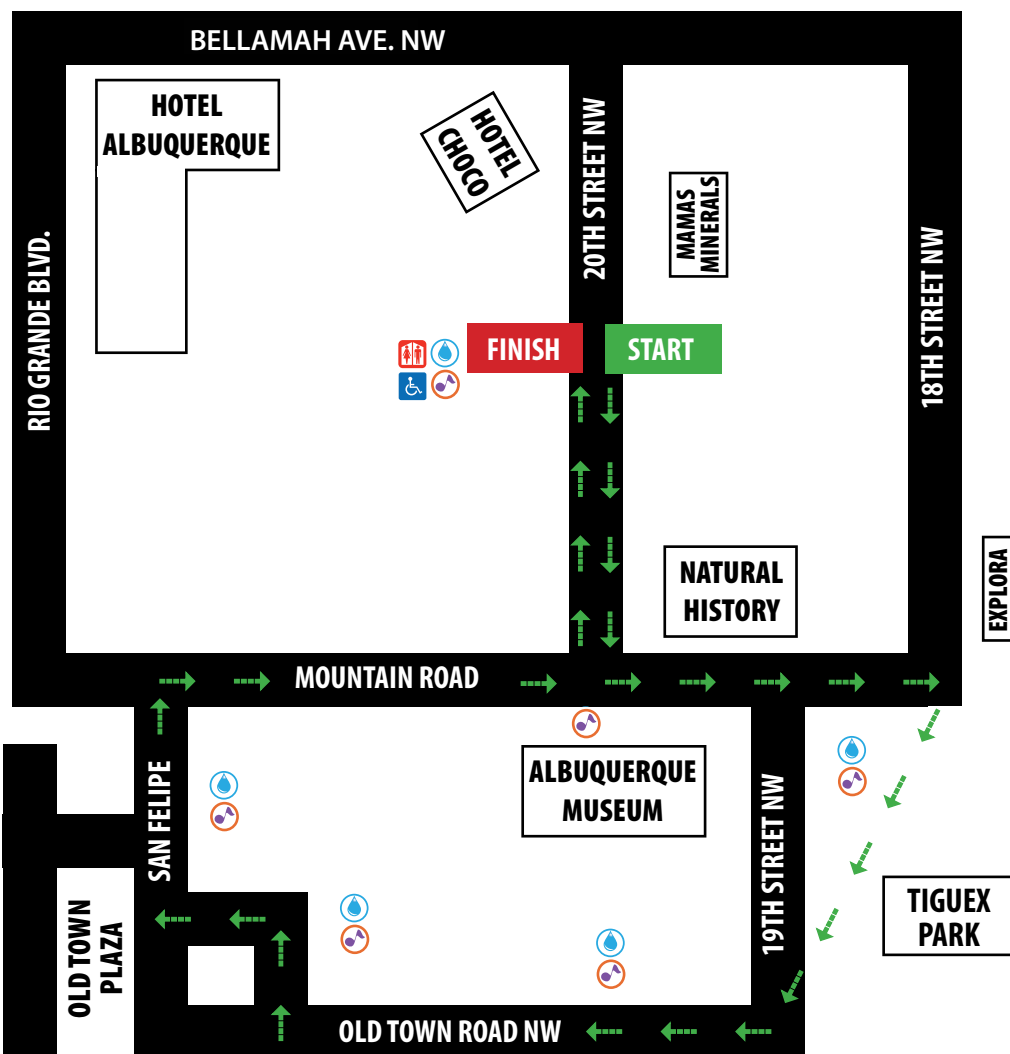 BELLAMAH AVE. NW
HOTEL
ALBUQUERQUE
HOTEL
CHOCO
20TH STREET NW
MAMAS
MINERALS
RIO GRANDE BLVD.
18TH STREET NW
FINISH
START
NATURAL
HISTORY
EXPLORA
MOUNTAIN ROAD
ALBUQUERQUE
MUSEUM
SAN FELIPE
19TH STREET NW
TIGUEX
PARK
OLD TOWN
PLAZA
OLD TOWN ROAD NW